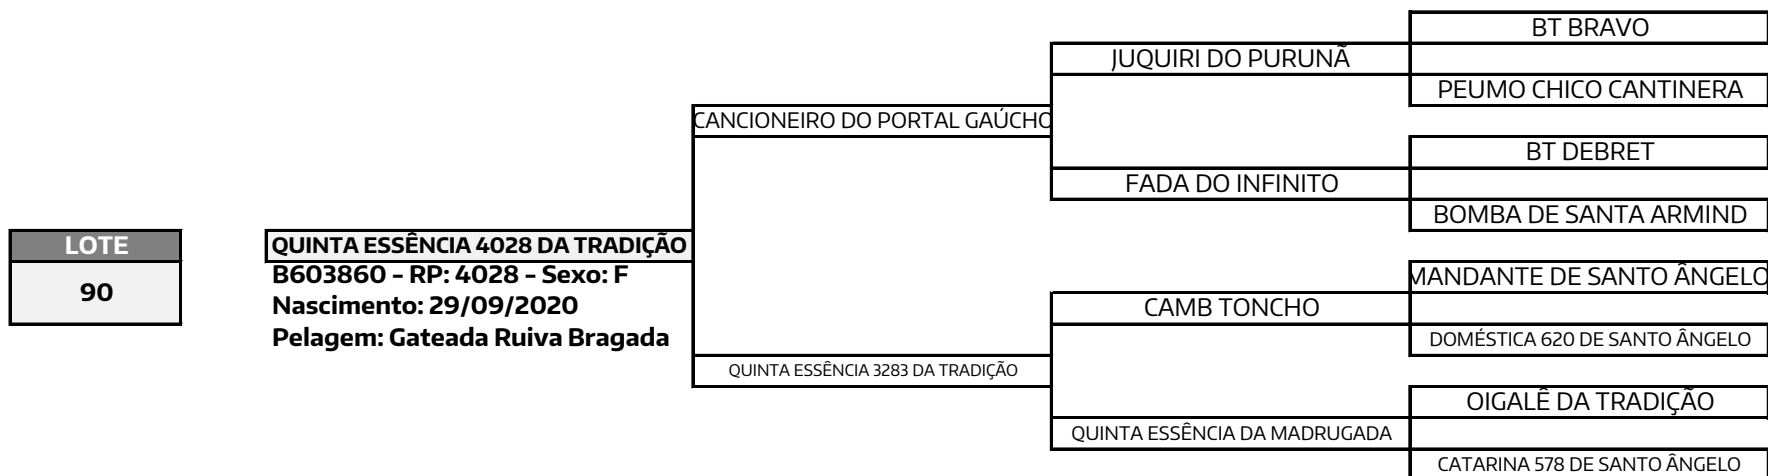 BT BRAVO
JUQUIRI DO PURUNÃ
PEUMO CHICO CANTINERA
CANCIONEIRO DO PORTAL GAÚCHO
BT DEBRET
FADA DO INFINITO
BOMBA DE SANTA ARMIND
LOTE
90
QUINTA ESSÊNCIA 4028 DA TRADIÇÃO
B603860 - RP: 4028 - Sexo: F
Nascimento: 29/09/2020
Pelagem: Gateada Ruiva Bragada
MANDANTE DE SANTO ÂNGELO
CAMB TONCHO
DOMÉSTICA 620 DE SANTO ÂNGELO
QUINTA ESSÊNCIA 3283 DA TRADIÇÃO
OIGALÊ DA TRADIÇÃO
QUINTA ESSÊNCIA DA MADRUGADA
CATARINA 578 DE SANTO ÂNGELO